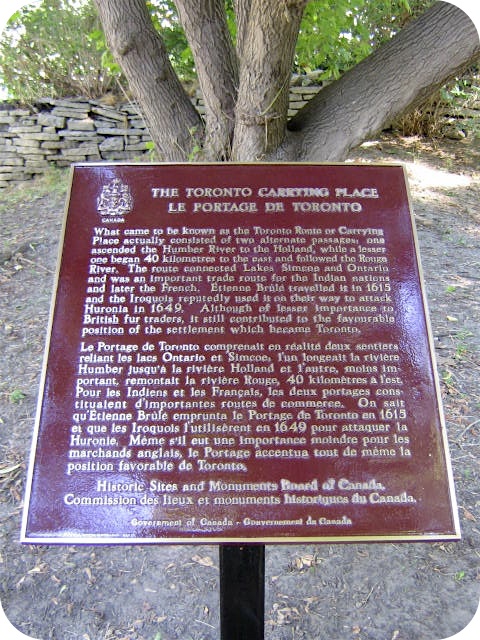 CANADA
THE TORONTO CARRYING PLACE
LE PORTAGE DE TORONTO
What came to be known as the Toronto Route or Carrying
Place actually consisted of two alternate passages; one
ascended the Humber River to the Holland, while a lesser
one began 40 kilometres to the east and followed the Rouge
River. The route connected Lakes Simcoe and Ontario
and was an important trade route for the Indian nations
and later the French. Étienne Brûlé travelled it in 1615
and the Iroquois reputedly used it on their way to attack
Huronia in 1649. Although of lesser importance to
British fur traders, it still contributed to the favourable
position of the settlement which became Toronto.
Le Portage de Toronto comprenait en réalité deux sentiers
reliant les lacs Ontario et Simcoe, l'un longeait la rivière
Humber jusqu'à la rivière Holland et l'autre, moins im-
portant, remontait la rivière Rouge, 40 kilomètres à l'est.
Pour les Indiens et les Français, les deux portages cons-
tituaient d'importantes routes de commerce. On sait
qu'Étienne Brûlé emprunta le Portage de Toronto en 1615
et que les Iroquois l'utilisèrent en 1649 pour attaquer la
Huronie. Même s'il eut une importance moindre pour les
marchands anglais, le Portage accentua tout de même la
position favorable de Toronto.
Historic Sites and Monuments Board of Canada.
Commission des lieux et monuments historiques du Canada.
Government of Canada - Gouvernement du Canada